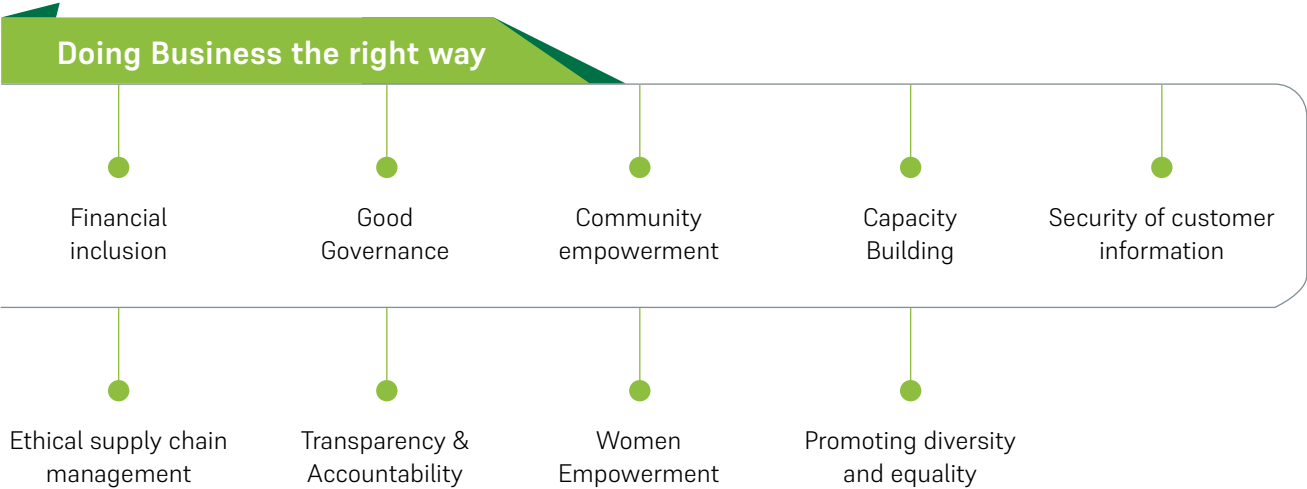 Doing Business the right way
Financial
inclusion
Good
Governance
Community
empowerment
Capacity
Building
Security of customer
information
Ethical supply chain
management
Transparency &
Accountability
Women
Empowerment
Promoting diversity
and equality